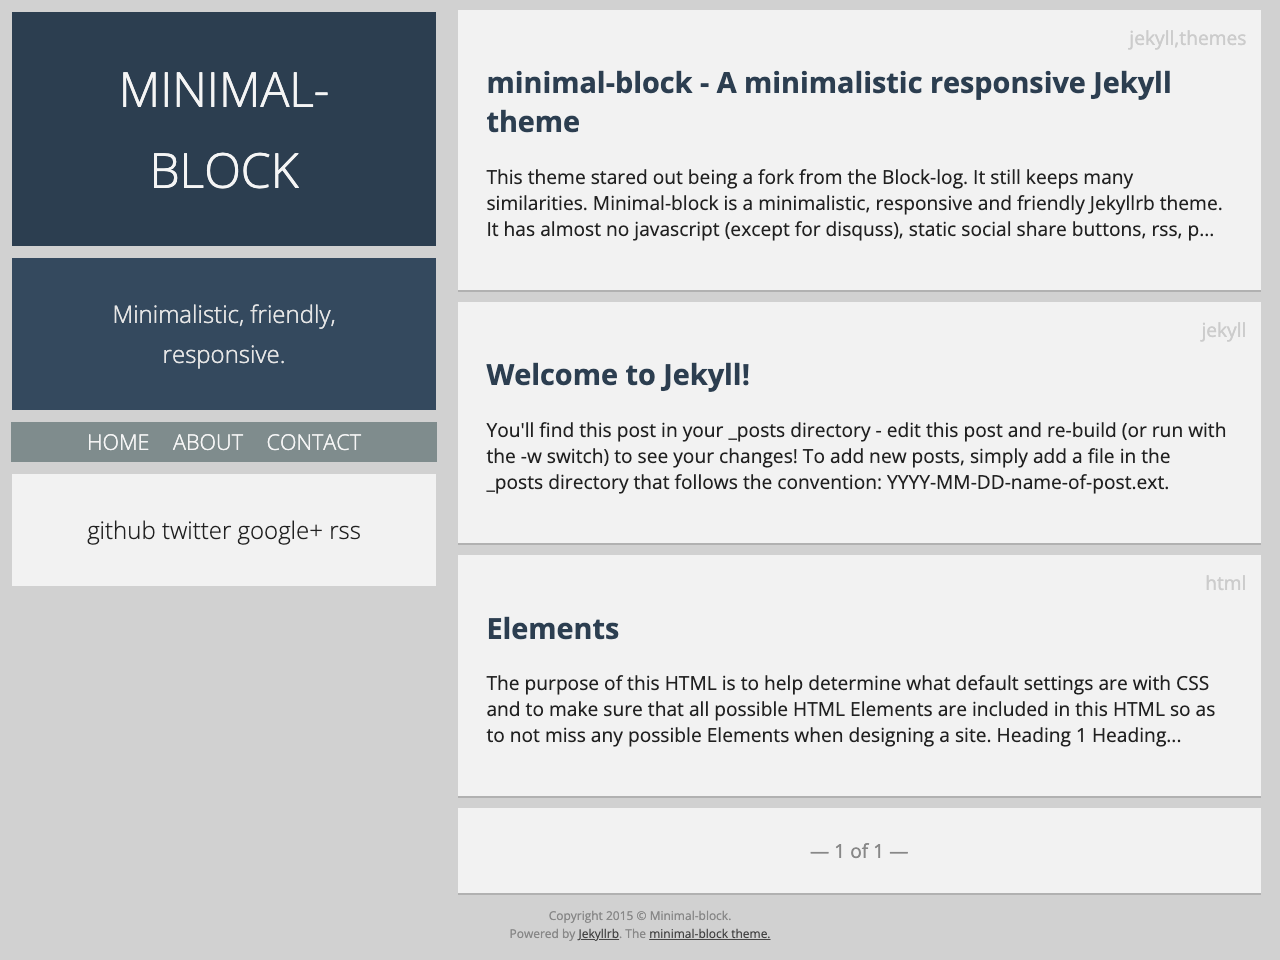 MINIMAL-
BLOCK
Minimalistic, friendly,
responsive.
HOME ABOUT CONTACT
github twitter google+ rss
jekyll,themes
minimal-block - A minimalistic responsive Jekyll
theme
This theme stared out being a fork from the Block-log. It still keeps many
similarities. Minimal-block is a minimalistic, responsive and friendly Jekyllrb theme.
It has almost no javascript (except for disquss), static social share buttons, rss, p...
jekyll
Welcome to Jekyll!
You'll find this post in your _posts directory - edit this post and re-build (or run with
the -w switch) to see your changes! To add new posts, simply add a file in the
_posts directory that follows the convention: YYYY-MM-DD-name-of-post.ext.
html
Elements
The purpose of this HTML is to help determine what default settings are with CSS
and to make sure that all possible HTML Elements are included in this HTML so as
to not miss any possible Elements when designing a site. Heading 1 Heading...
— 1 of 1 —
Copyright 2015 © Minimal-block.
Powered by Jekyllrb. The minimal-block theme.